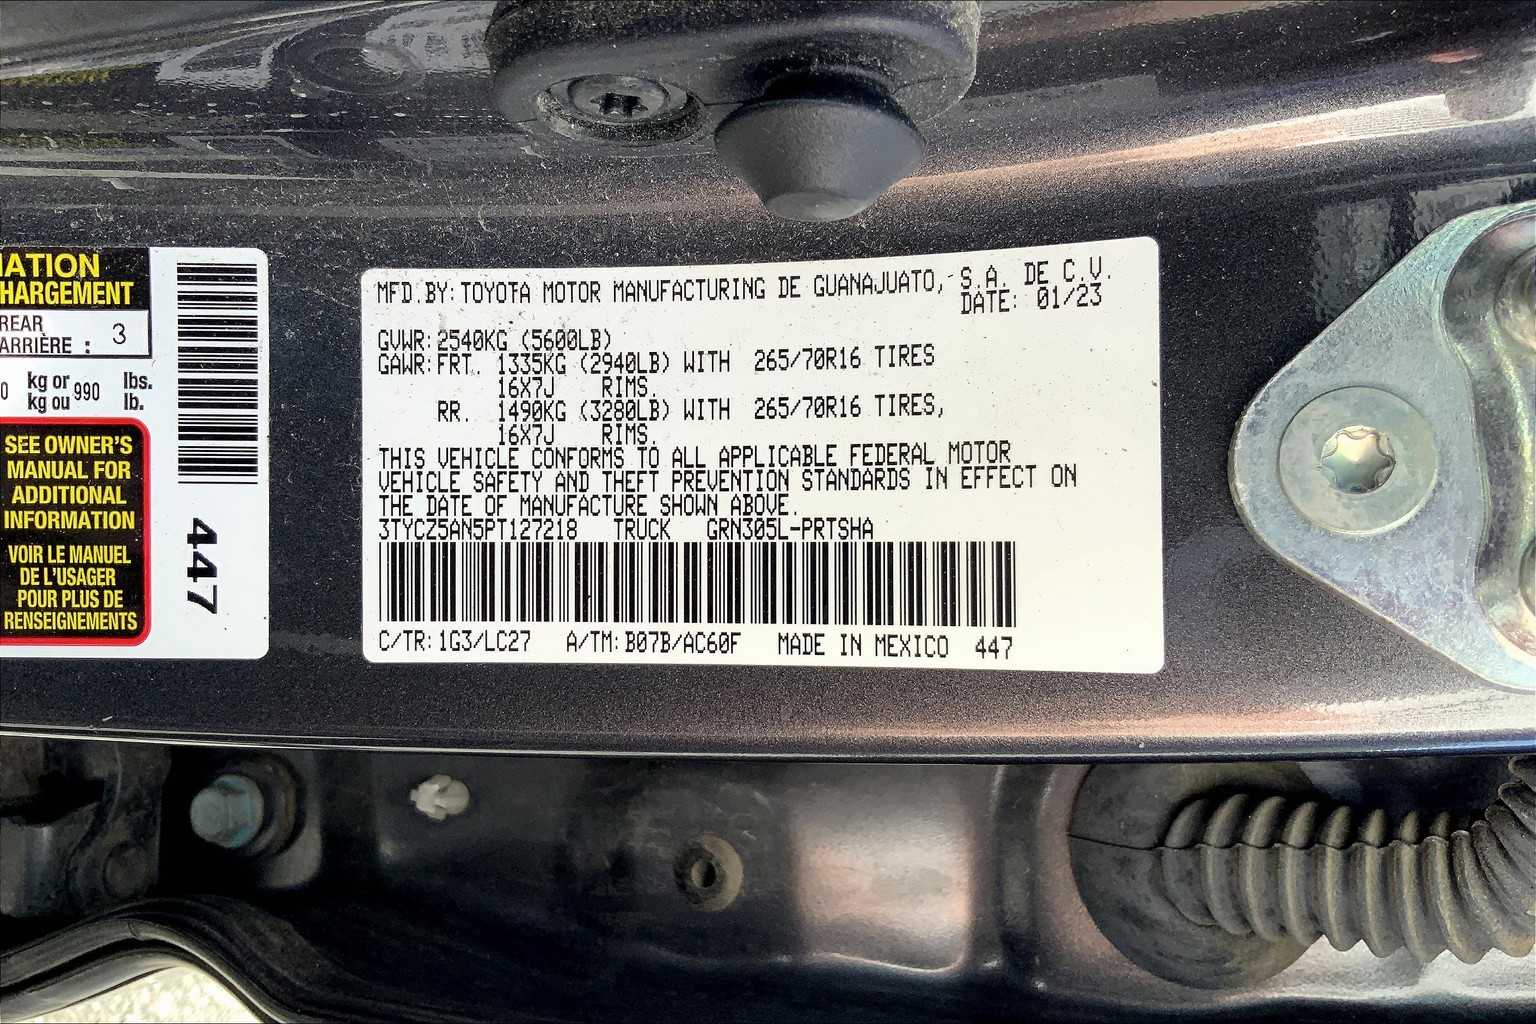 IATION
HARGEMENT
REAR
ARRIÈRE : 3
0 kg or 990 lbs.
kg ou lb.
SEE OWNER'S
MANUAL FOR
ADDITIONAL
INFORMATION
VOIR LE MANUEL
DE L'USAGER
POUR PLUS DE
RENSEIGNEMENTS
447
MFD.BY:TOYOTA MOTOR MANUFACTURING DE GUANAJUATO, S.A. DE C.V.
DATE: 01/23
GVWR:2540KG (5600LB)
GAWR:FRT. 1335KG (2940LB) WITH 265/70R16 TIRES
16X7J RIMS.
RR. 1490KG (3280LB) WITH 265/70R16 TIRES,
16X7J RIMS.
THIS VEHICLE CONFORMS TO ALL APPLICABLE FEDERAL MOTOR
VEHICLE SAFETY AND THEFT PREVENTION STANDARDS IN EFFECT ON
THE DATE OF MANUFACTURE SHOWN ABOVE.
3TYCZ5AN5PT127218 TRUCK GRN305L-PRTSHA
C/TR:1G3/LC27 A/TM:B07B/AC60F MADE IN MEXICO 447